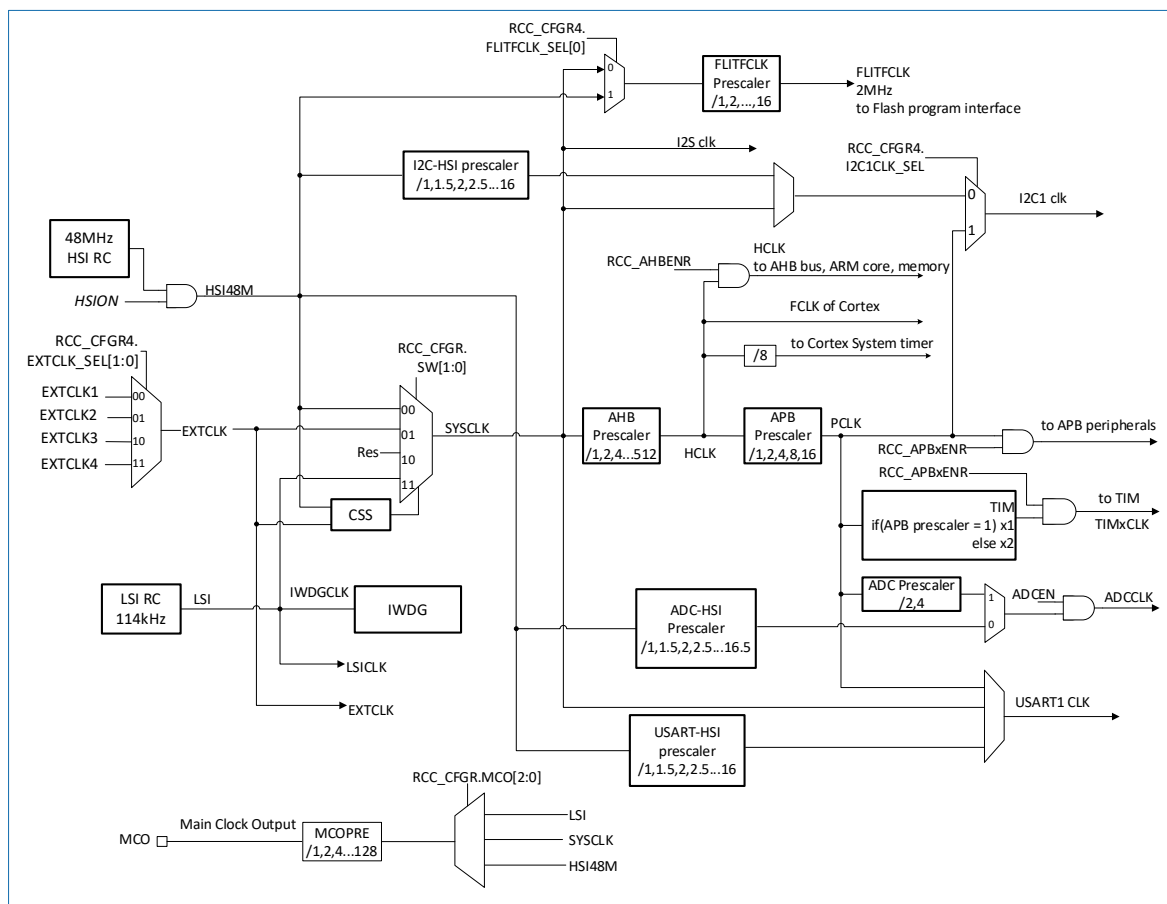 RCC_CFGR4.
FLITFCLK_SEL[0]
0
1
FLITFCLK
Prescaler
/1,2,...,16
FLITFCLK
2MHz
to Flash program interface
I2S clk
I2C-HSI prescaler
/1,1.5,2,2.5...16
RCC_CFGR4.
I2C1CLK_SEL
0
1
I2C1 clk
48MHz
HSI RC
HSION
HSI48M
RCC_AHBENR
HCLK
to AHB bus, ARM core, memory
FCLK of Cortex
/8
to Cortex System timer
RCC_CFGR4.
EXTCLK_SEL[1:0]
EXTCLK1
EXTCLK2
EXTCLK3
EXTCLK4
00
01
10
11
EXTCLK
RCC_CFGR.
SW[1:0]
00
01
Res
10
11
SYSCLK
CSS
AHB
Prescaler
/1,2,4...512
HCLK
APB
Prescaler
/1,2,4,8,16
PCLK
RCC_APBxENR
to APB peripherals
RCC_APBxENR
TIM
if(APB prescaler = 1) x1
else x2
to TIM
TIMxCLK
LSI RC
114kHz
LSI
IWDGCLK
IWDG
LSICLK
EXTCLK
ADC Prescaler
/2,4
ADC-HSI
Prescaler
/1,1.5,2,2.5...16.5
1
0
ADCEN
ADCCLK
USART-HSI
prescaler
/1,1.5,2,2.5...16
USART1 CLK
RCC_CFGR.MCO[2:0]
LSI
SYSCLK
HSI48M
MCO
Main Clock Output
MCOPRE
/1,2,4...128